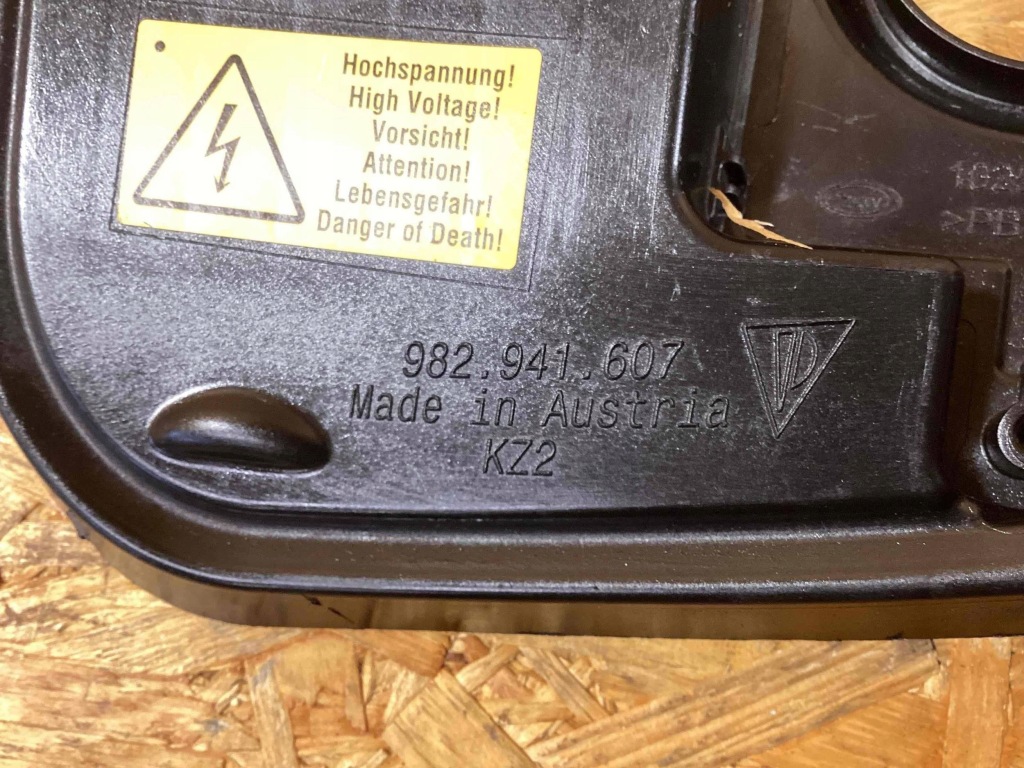 Hochspannung!
High Voltage!
Vorsicht!
Attention!
Lebensgefahr!
Danger of Death!
982.941.607
Made in Austria
KZ2